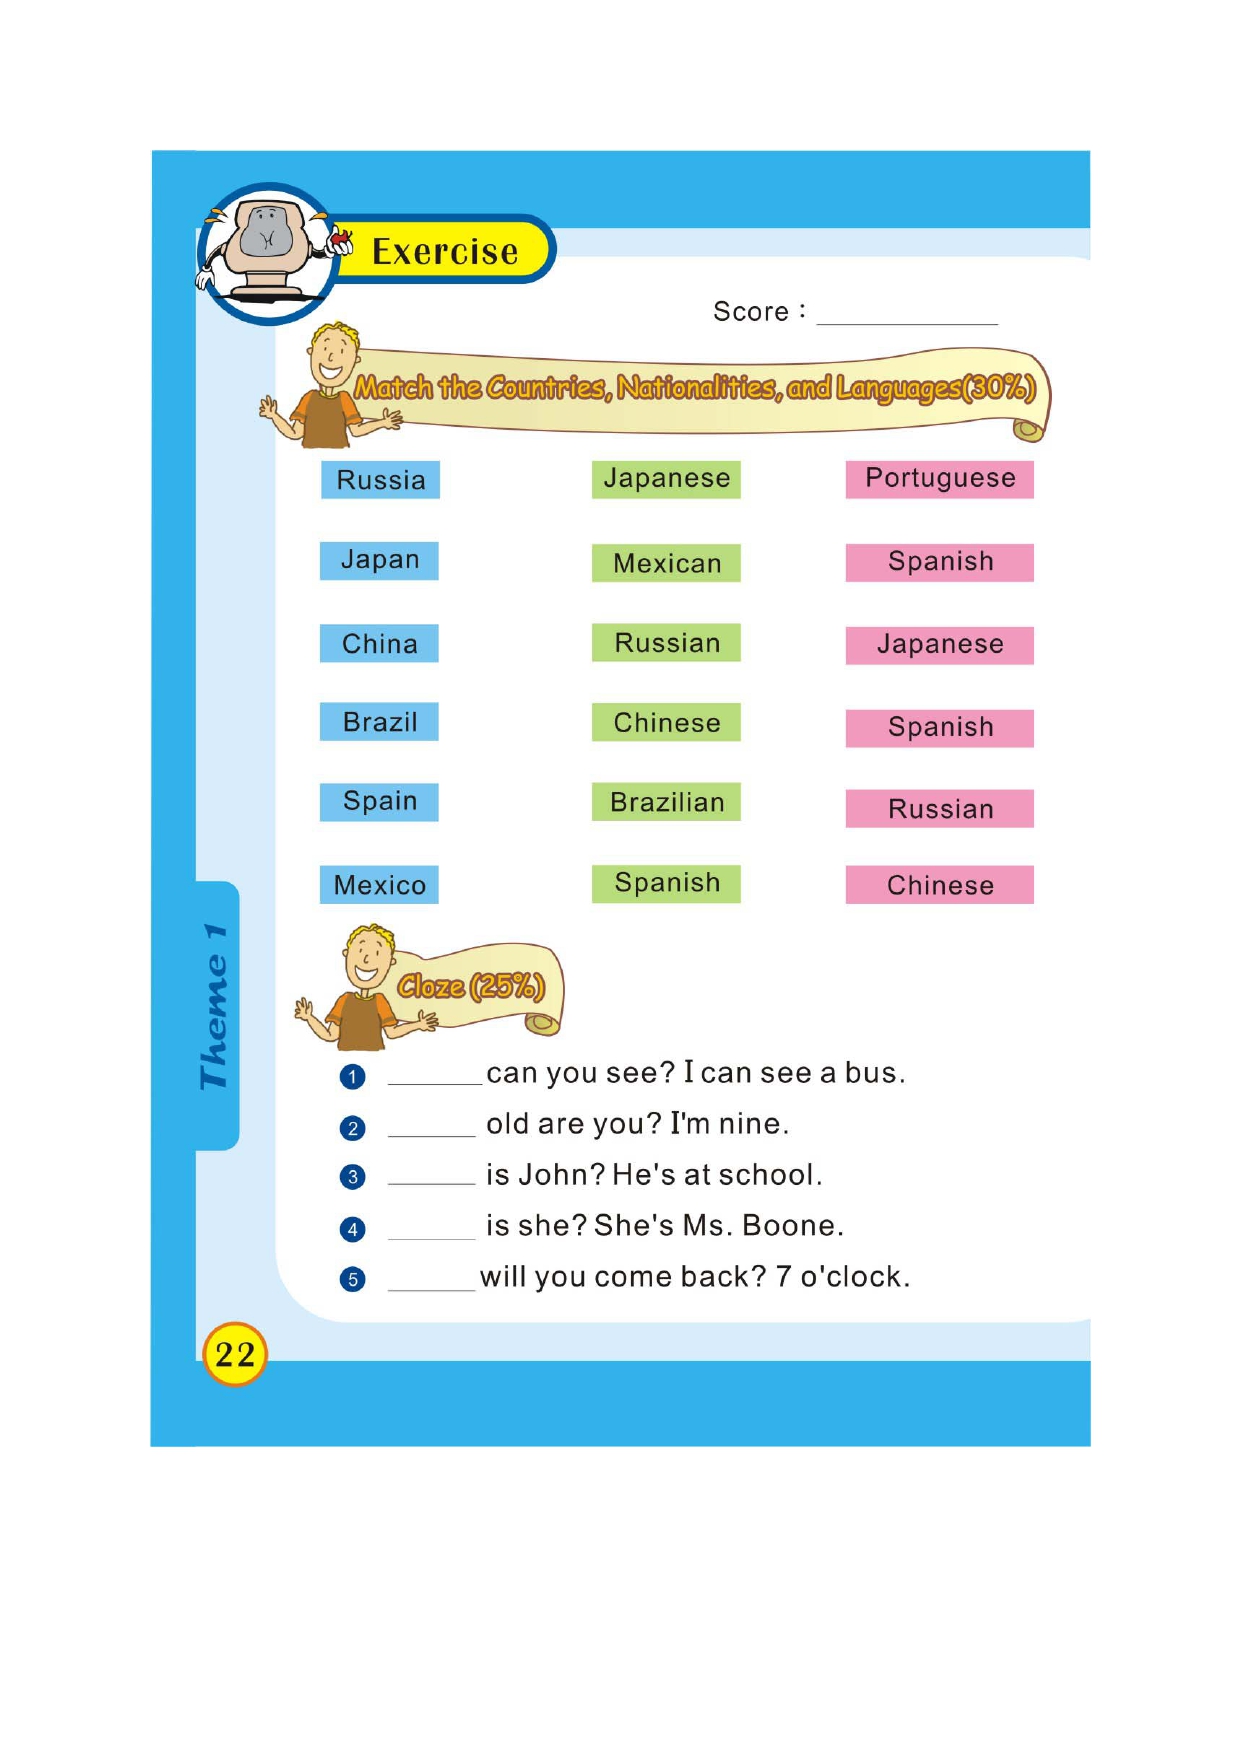 Exercise
Score：__________
Match the Countries, Nationalities, and Languages(30%)
Russia Japanese Portuguese
Japan Mexican Spanish
China Russian Japanese
Brazil Chinese Spanish
Spain Brazilian Russian
Mexico Spanish Chinese
Theme 1
Cloze (25%)
1 ______ can you see? I can see a bus.
2 ______ old are you? I'm nine.
3 ______ is John? He's at school.
4 ______ is she? She's Ms. Boone.
5 ______ will you come back? 7 o'clock.
22